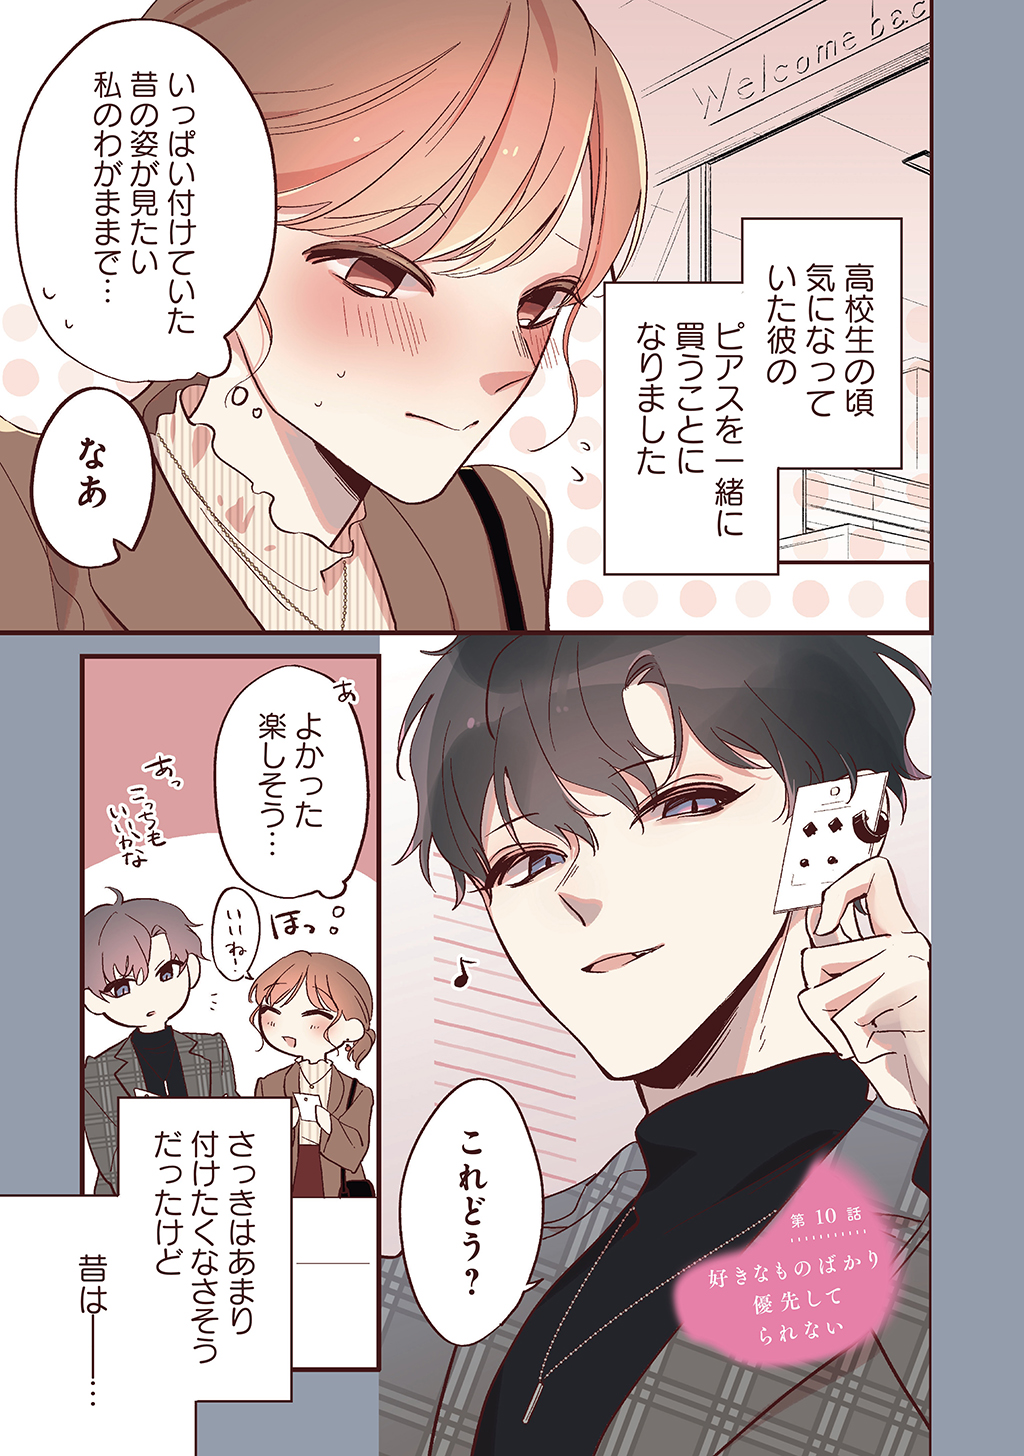 Welcome bac
高校生の頃
気になって
いた彼の
ピアスを一緒に
買うことに
なりました
いっぱい付けていた
昔の姿が見たい
私のわがままで…
なぁ
これどう?
第10話
好きなものばかり
優先して
られない
あ
よかった
楽しそう…
ほっ。
いいね!
あっ
こっちも
いいかな
さっきはあまり
付けたくなさそう
だったけど
昔は――…